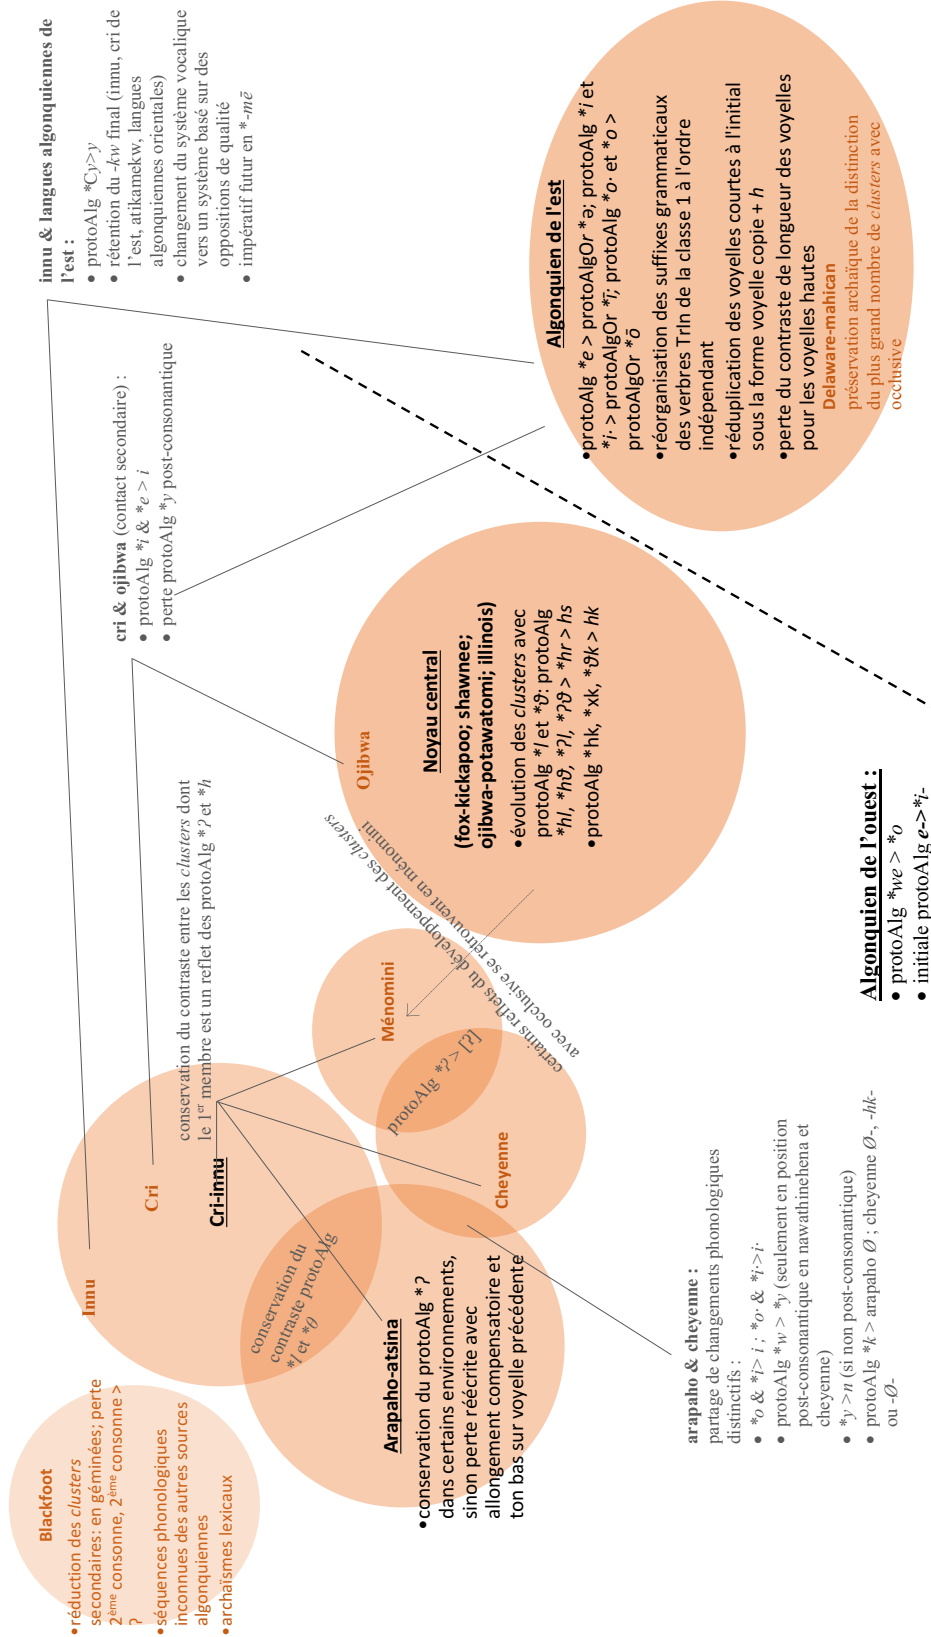 Blackfoot
•réduction des clusters
secondaires: en géminées; perte
2ème consonne, 2ème consonne >
ʔ
•séquences phonologiques
inconnues des autres sources
algonquiennes
•archaïsmes lexicaux
Innu
Cri
Cri-innu
conservation du
contraste protoAlg
*l et *θ
Arapaho-atsina
•conservation du protoAlg *ʔ
dans certains environnements,
sinon perte réécrite avec
allongement compensatoire et
ton bas sur voyelle précédente
arapaho & cheyenne :
partage de changements phonologiques
distinctifs :
• *o & *i> i ; *o· & *i·>i·
• protoAlg *w > *y (seulement en position
post-consonantique en nawathinehena et
cheyenne)
• *y >n (si non post-consonantique)
• protoAlg *k > arapaho Ø ; cheyenne Ø-, -hk-
ou -Ø-
conservation du contraste entre les clusters dont
le 1er membre est un reflet des protoAlg *ʔ et *h
Cheyenne
protoAlg *ʔ > [ʔ]
Ménomini
certains reflets du développement des clusters
avec occlusive se retrouvent en ménomini
Ojibwa
Noyau central
(fox-kickapoo; shawnee;
ojibwa-potawatomi; illinois)
•évolution des clusters avec
protoAlg *l et *ϑ: protoAlg
*hl, *hϑ, *ʔl, *ʔϑ > *hr > hs
•protoAlg *hk, *xk, *ϑk > hk
cri & ojibwa (contact secondaire) :
• protoAlg *i & *e > i
• perte protoAlg *y post-consonantique
innu & langues algonquiennes de
l'est :
• protoAlg *Cy>y
• rétention du -kw final (innu, cri de
l'est, atikamekw, langues
algonquiennes orientales)
• changement du système vocalique
vers un système basé sur des
oppositions de qualité
• impératif futur en *-mē
Algonquien de l'est
•protoAlg *e > protoAlgOr *ə; protoAlg *i et
*i· > protoAlgOr *ī; protoAlg *o· et *o >
protoAlgOr *ō
•réorganisation des suffixes grammaticaux
des verbres TrIn de la classe 1 à l'ordre
indépendant
•réduplication des voyelles courtes à l'initial
sous la forme voyelle copie + h
•perte du contraste de longueur des voyelles
pour les voyelles hautes
Delaware-mahican
préservation archaïque de la distinction
du plus grand nombre de clusters avec
occlusive
Algonquien de l'ouest :
• protoAlg *we > *o
• initiale protoAlg e->*i-